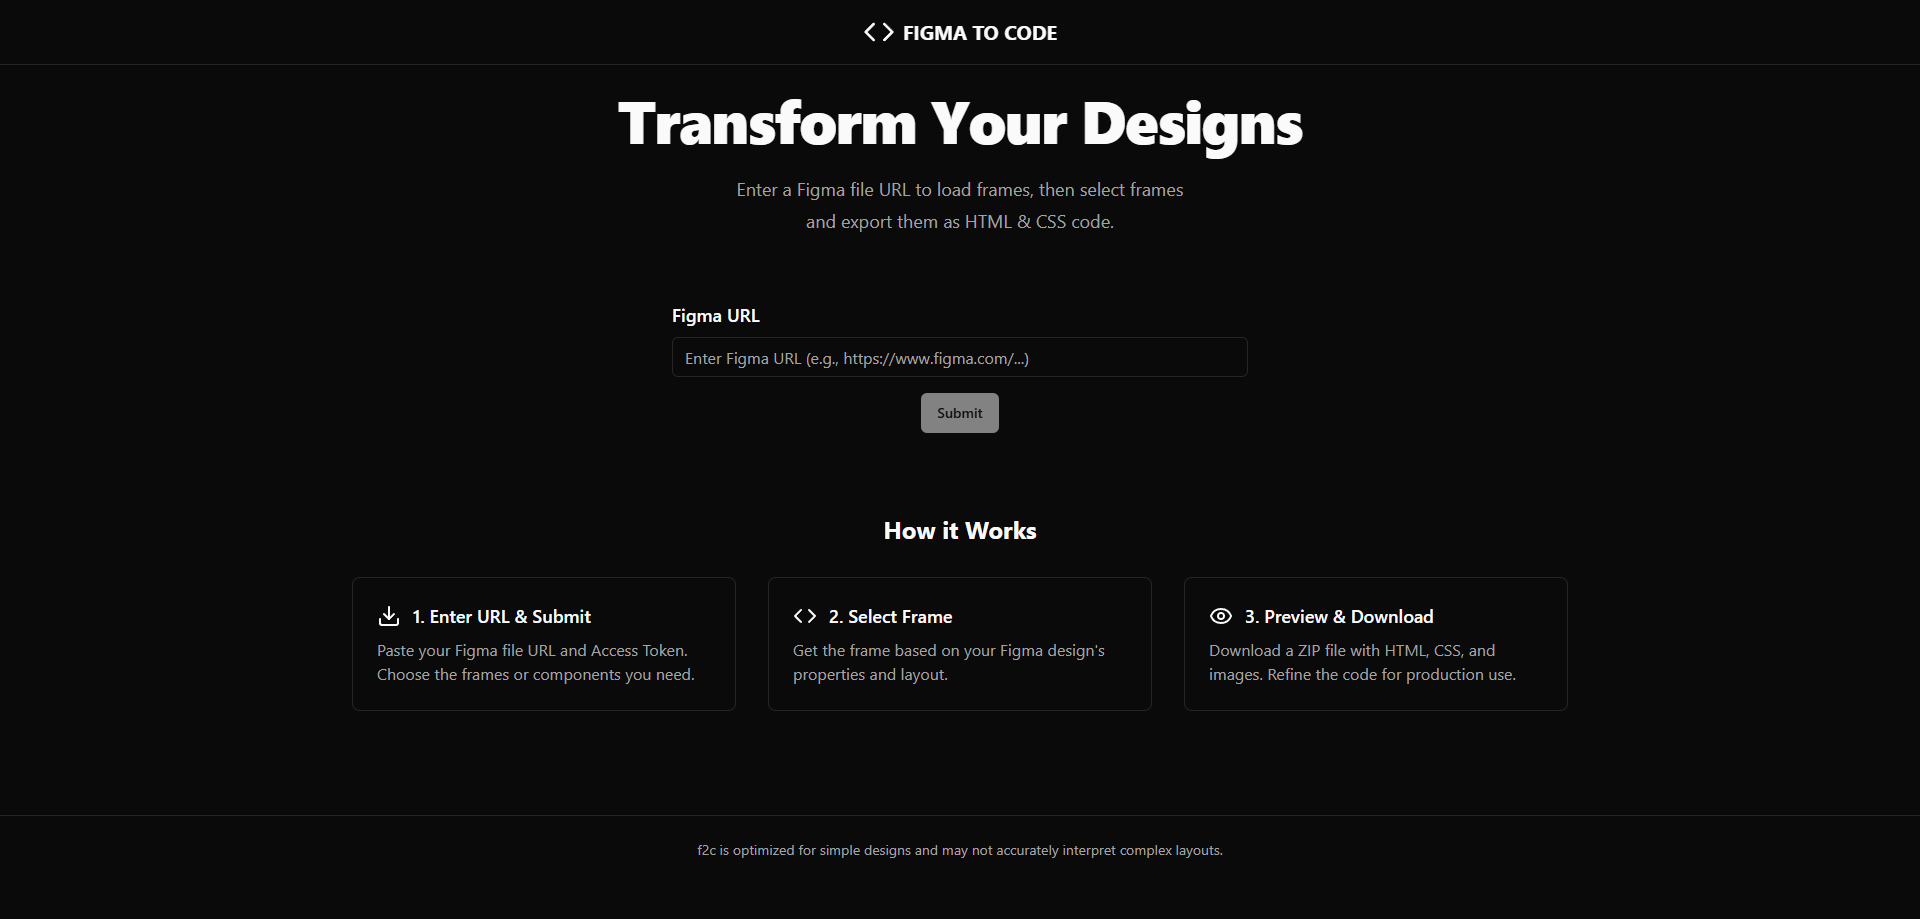 FIGMA TO CODE
Transform Your Designs
Enter a Figma file URL to load frames, then select frames
and export them as HTML & CSS code.
Figma URL
Enter Figma URL (e.g., https://www.figma.com/...)
Submit
How it Works
1. Enter URL & Submit
Paste your Figma file URL and Access Token.
Choose the frames or components you need.
2. Select Frame
Get the frame based on your Figma design's
properties and layout.
3. Preview & Download
Download a ZIP file with HTML, CSS, and
images. Refine the code for production use.
f2c is optimized for simple designs and may not accurately interpret complex layouts.